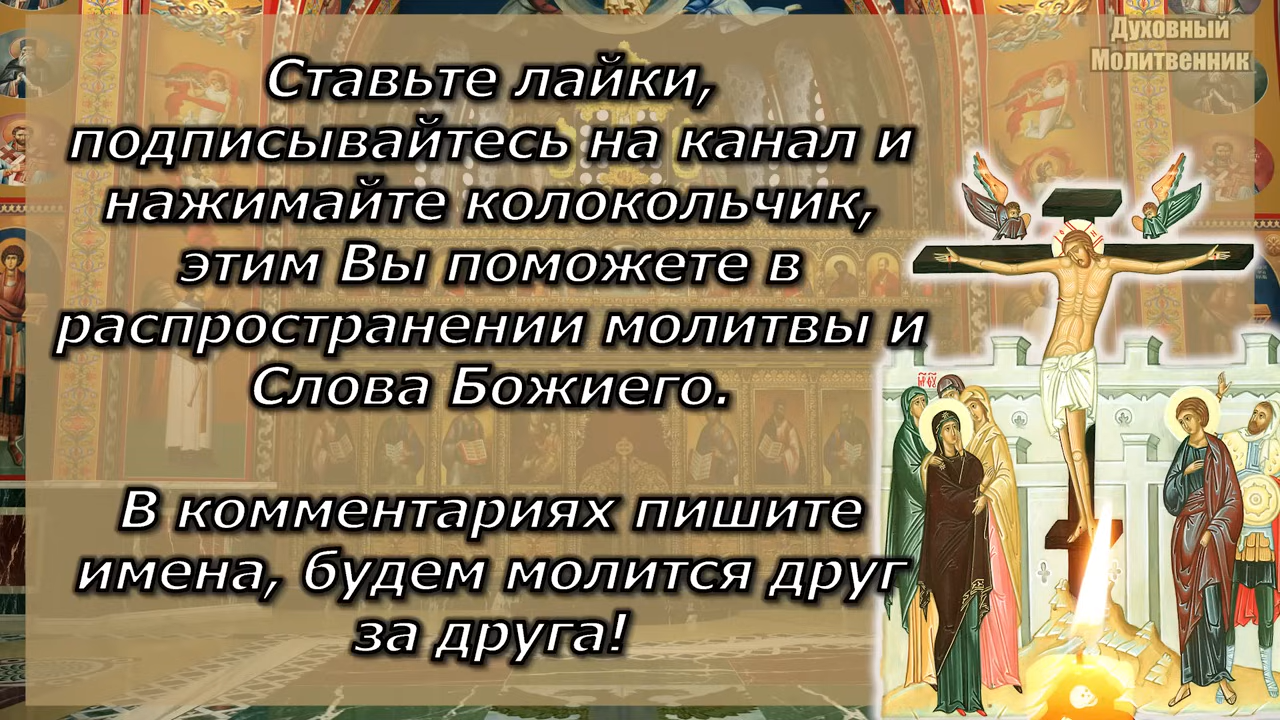 Духовный
Молитвенник
Ставьте лайки,
подписывайтесь на канал и
нажимайте колокольчик,
этим Вы поможете в
распространении молитвы и
Слова Божиего.
В комментариях пишите
имена, будем молится друг
за друга!